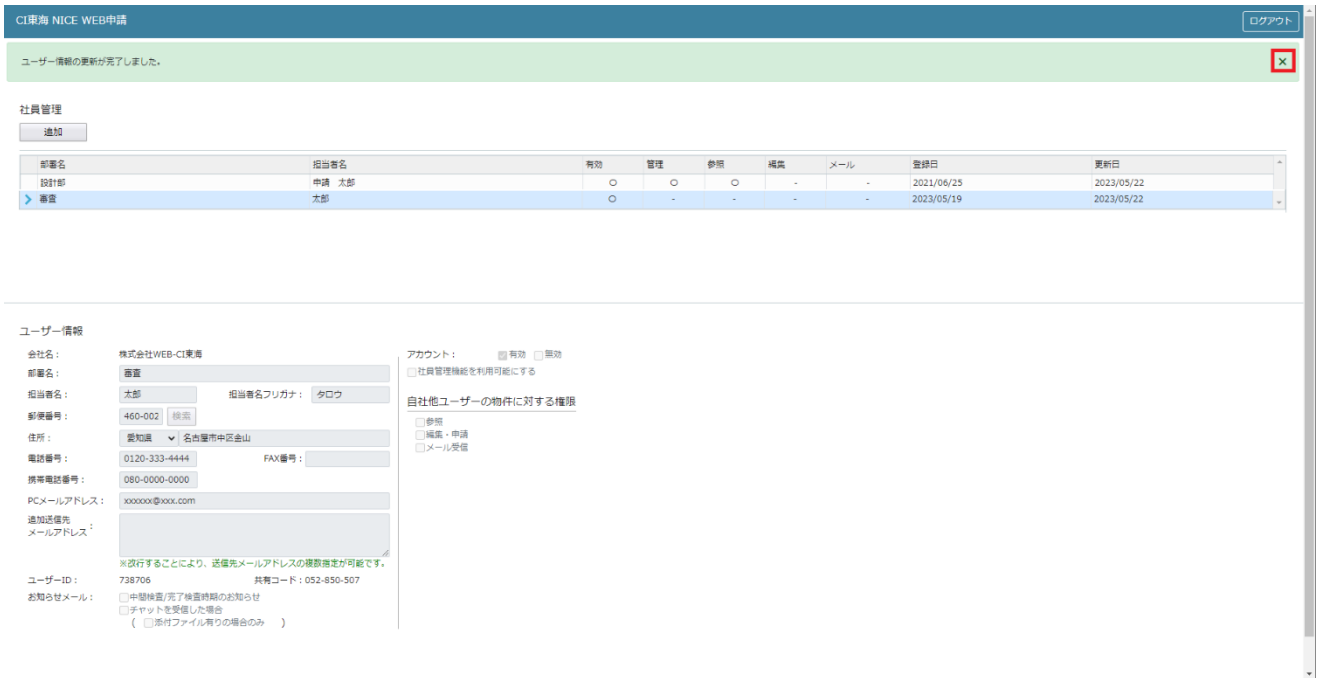 CI東海 NICE WEB申請 ログアウト
ユーザー情報の更新が完了しました。 ×
社員管理
追加
部署名 担当者名 有効 管理 参照 編集 メール 登録日 更新日
設計部 申請 太郎 ○ ○ ○ - - 2021/06/25 2023/05/22
審査 太郎 ○ - - - - 2023/05/19 2023/05/22
ユーザー情報
会社名: 株式会社WEB-CI東海
部署名: 審査
担当者名: 太郎 担当者名フリガナ: タロウ
郵便番号: 460-002 検索
住所: 愛知県 名古屋市中区金山
電話番号: 0120-333-4444 FAX番号:
携帯電話番号: 080-0000-0000
PCメールアドレス: xxxxxx@xxx.com
追加送信先
メールアドレス:
※改行することにより、送信先メールアドレスの複数指定が可能です。
ユーザーID: 738706 共有コード:052-850-507
お知らせメール: 中間検査/完了検査時期のお知らせ
チャットを受信した場合
( 添付ファイル有りの場合のみ )
アカウント: 有効 無効
社員管理機能を利用可能にする
自社他ユーザーの物件に対する権限
参照
編集・申請
メール受信